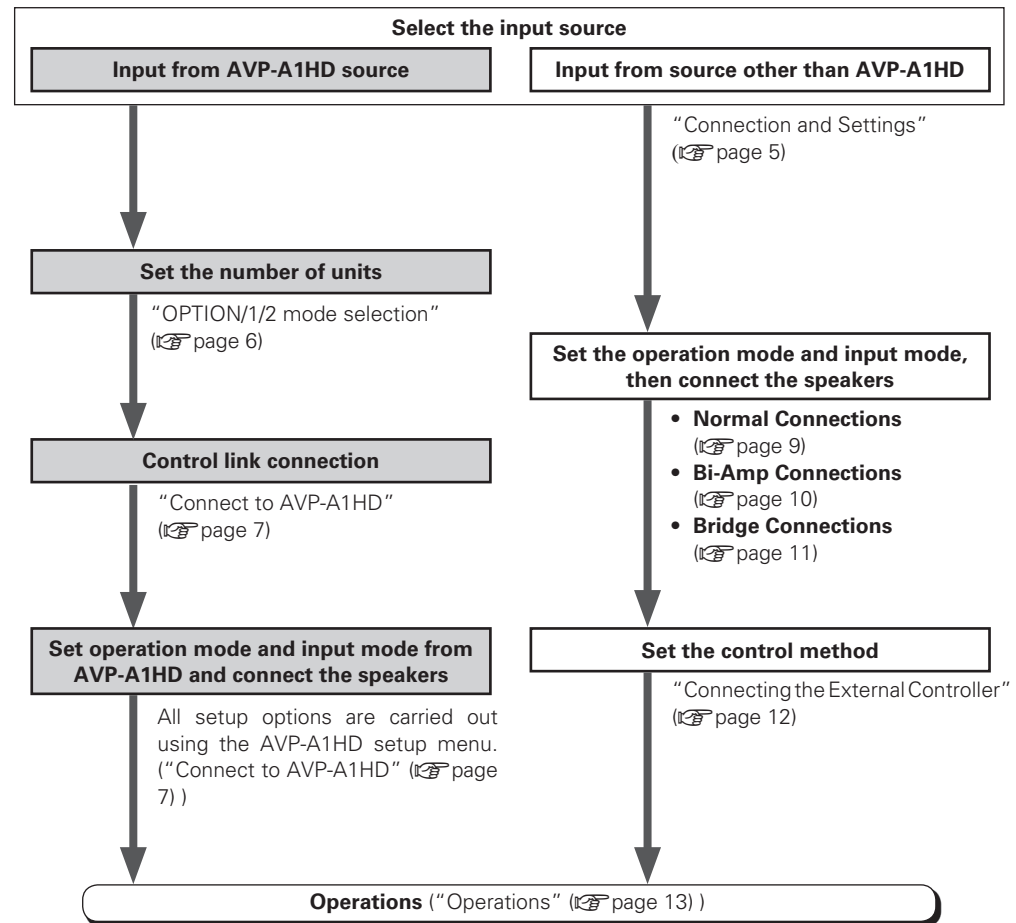 Select the input source
Input from AVP-A1HD source
Input from source other than AVP-A1HD
“Connection and Settings”
(☞ page 5)
Set the number of units
“OPTION/1/2 mode selection”
(☞ page 6)
Control link connection
“Connect to AVP-A1HD”
(☞ page 7)
Set operation mode and input mode from
AVP-A1HD and connect the speakers
All setup options are carried out
using the AVP-A1HD setup menu.
(“Connect to AVP-A1HD” (☞ page
7) )
Set the operation mode and input mode,
then connect the speakers
• Normal Connections
(☞ page 9)
• Bi-Amp Connections
(☞ page 10)
• Bridge Connections
(☞ page 11)
Set the control method
“Connecting the External Controller”
(☞ page 12)
Operations (“Operations” (☞ page 13) )